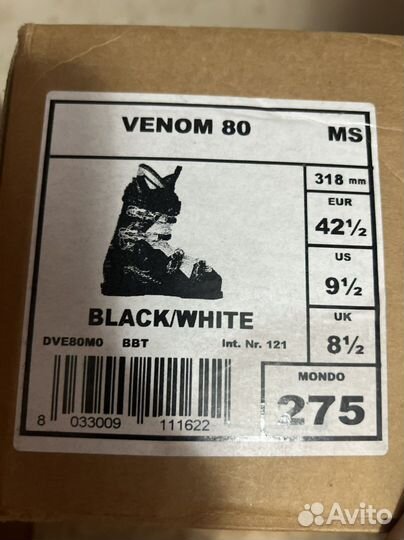 VENOM 80 MS
318 mm
EUR
42½
US
9½
UK
8½
BLACK/WHITE
DVE80M0 BBT Int. Nr. 121
MONDO
275
8 033009 111622
Avito